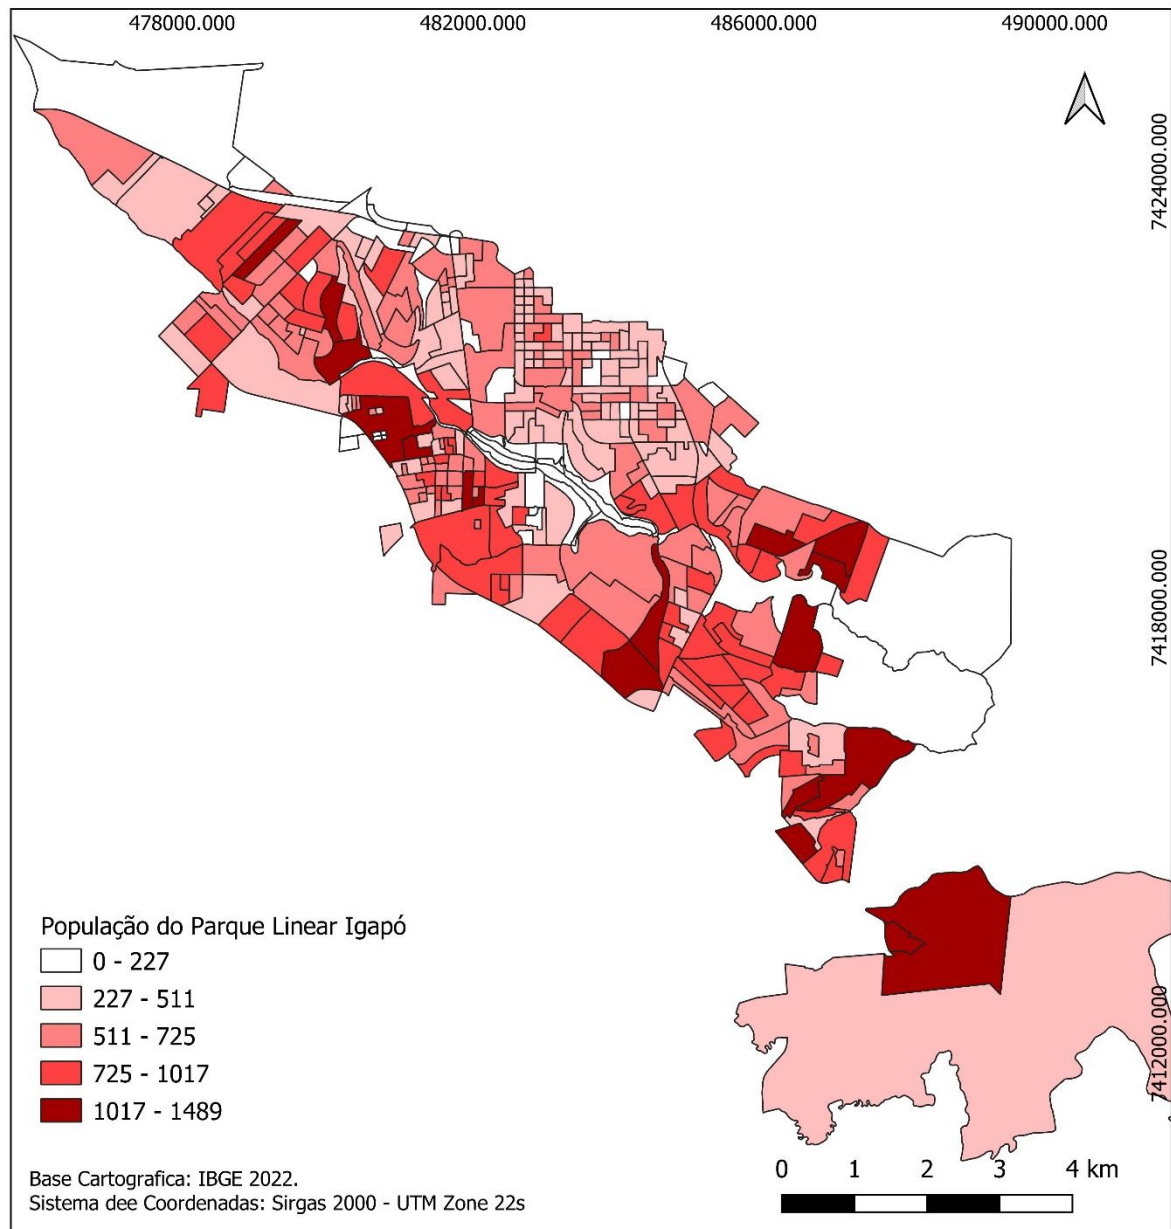 478000.000 482000.000 486000.000 490000.000
7424000.000
7418000.000
7412000.000
População do Parque Linear Igapó
0 - 227
227 - 511
511 - 725
725 - 1017
1017 - 1489
0 1 2 3 4 km
Base Cartografica: IBGE 2022.
Sistema dee Coordenadas: Sirgas 2000 - UTM Zone 22s